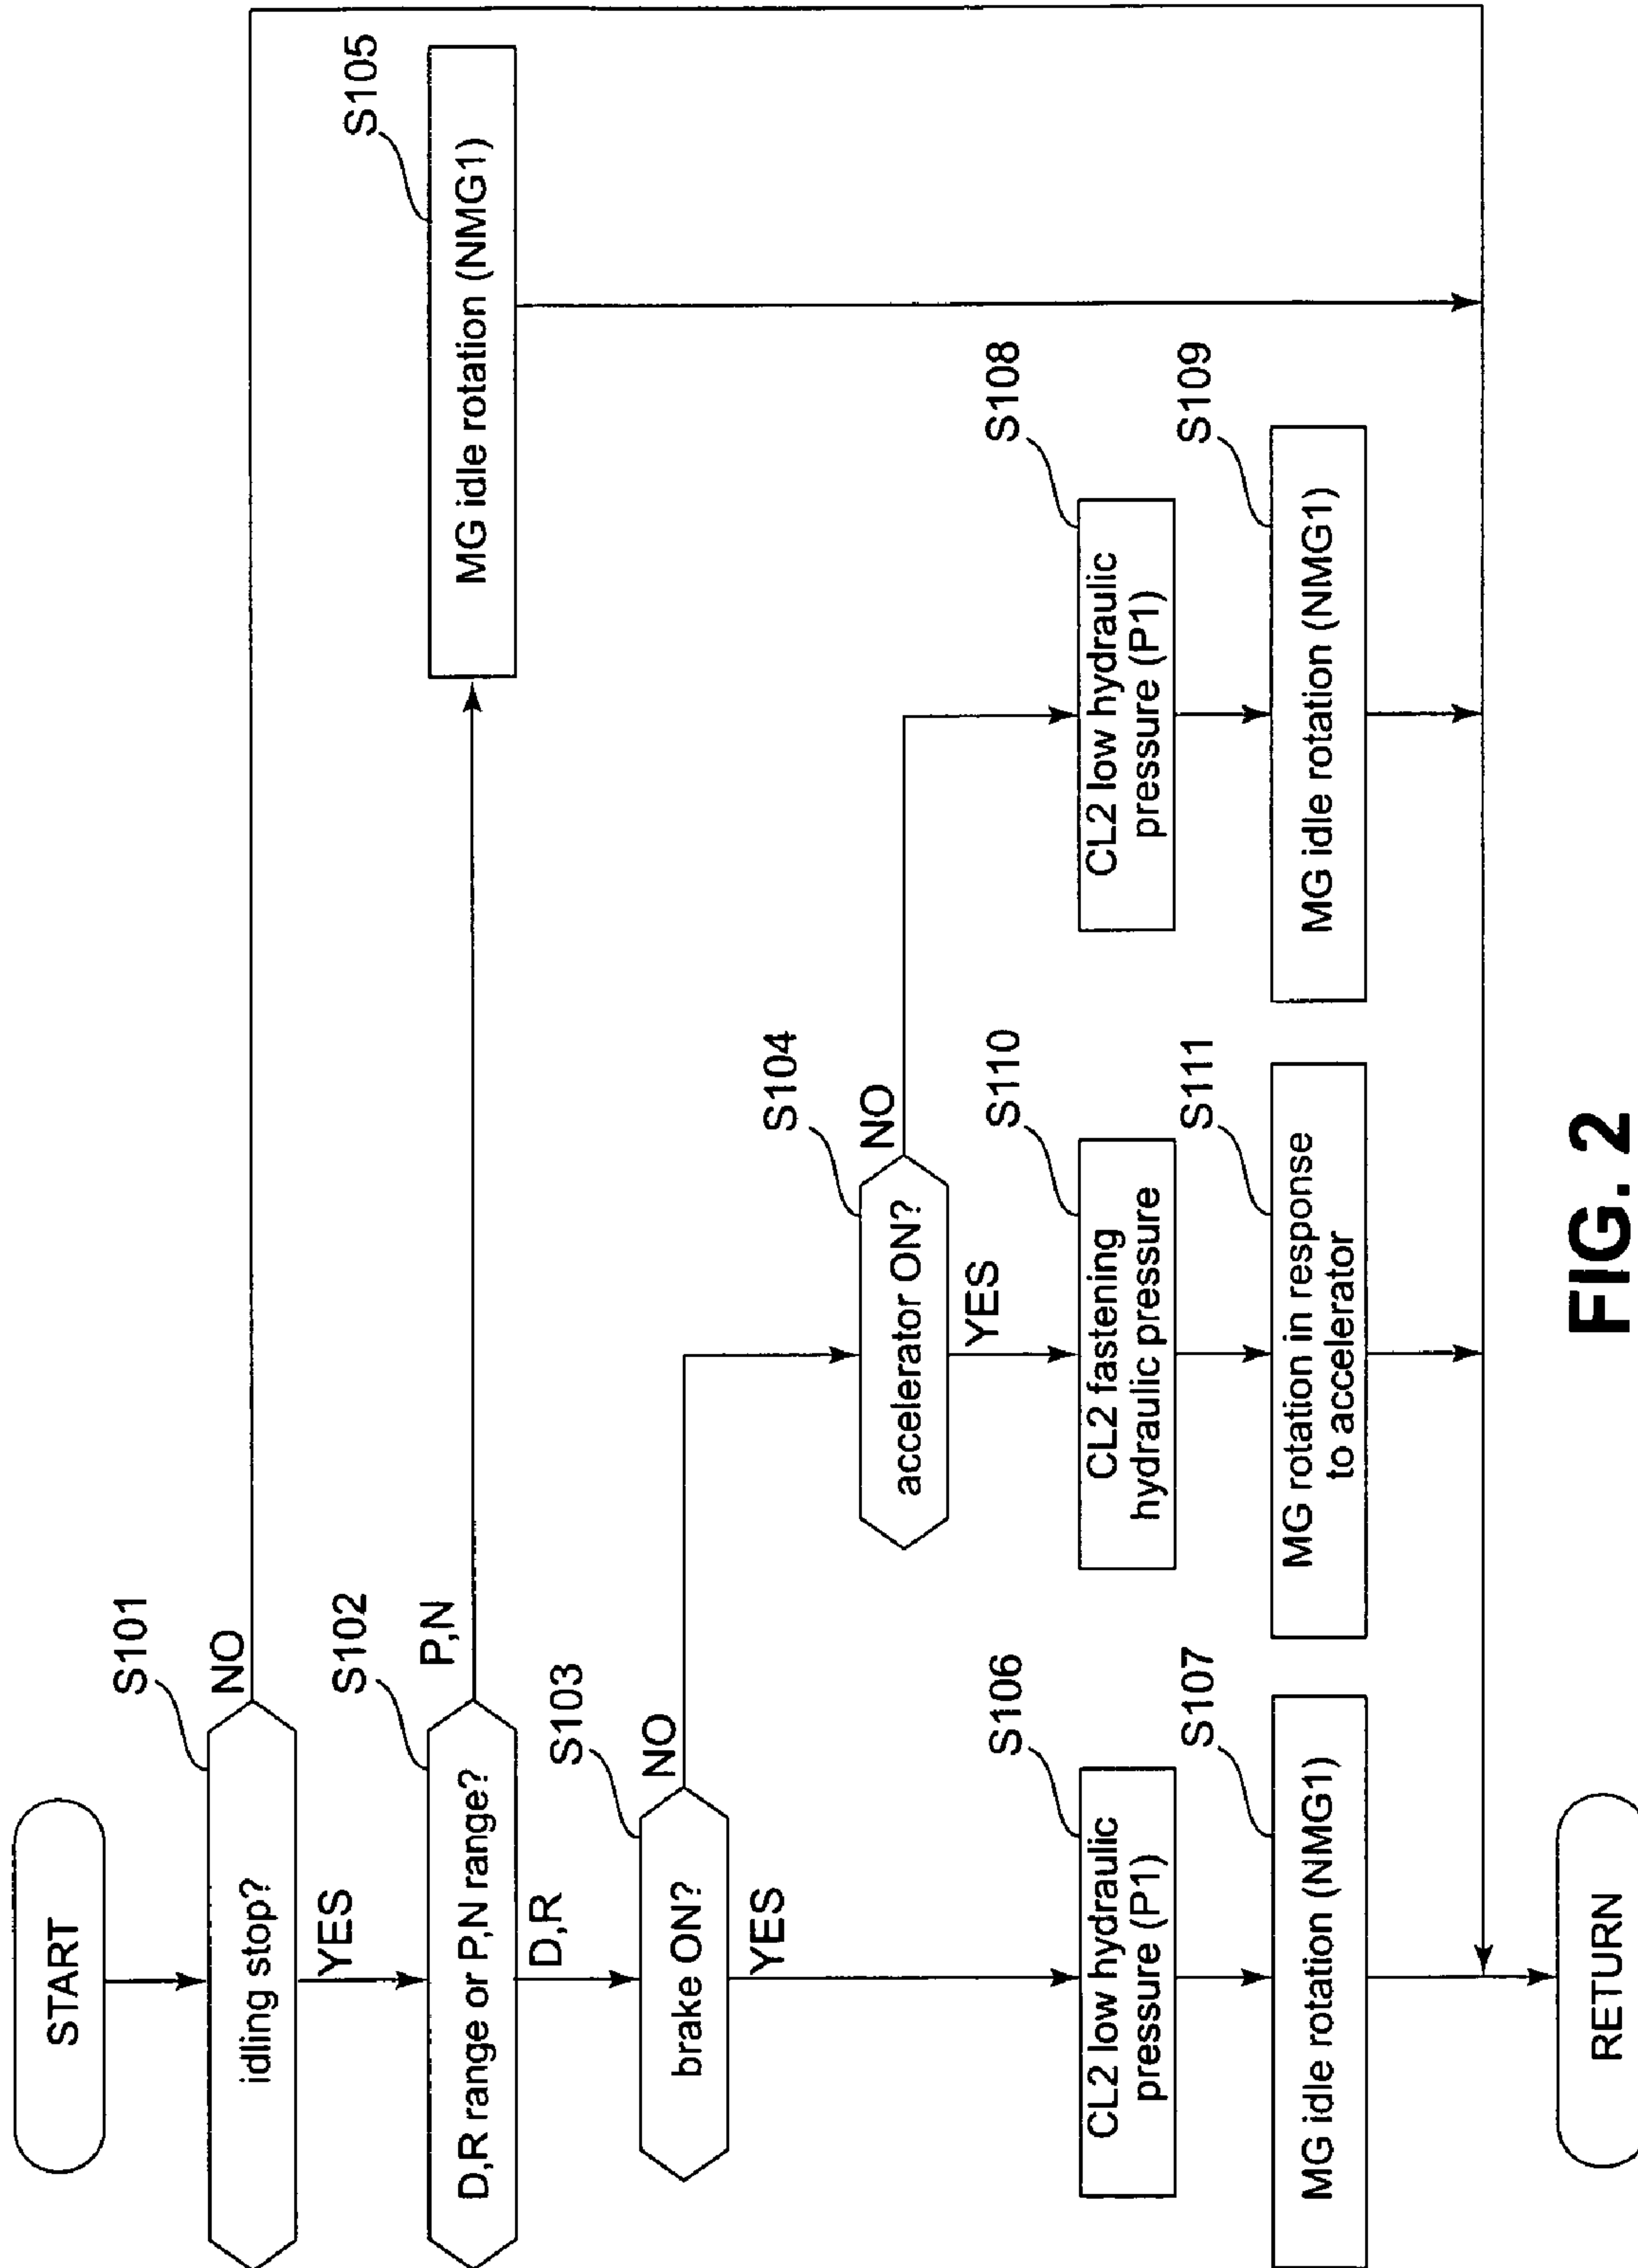 START
S101
idling stop?
NO
YES
S102
D,R range or P,N range?
P,N
D,R
S105
MG idle rotation (NMG1)
S103
brake ON?
NO
YES
S104
accelerator ON?
NO
YES
S106
CL2 low hydraulic
pressure (P1)
S110
CL2 fastening
hydraulic pressure
S108
CL2 low hydraulic
pressure (P1)
S107
MG idle rotation (NMG1)
S111
MG rotation in response
to accelerator
S109
MG idle rotation (NMG1)
RETURN
FIG. 2